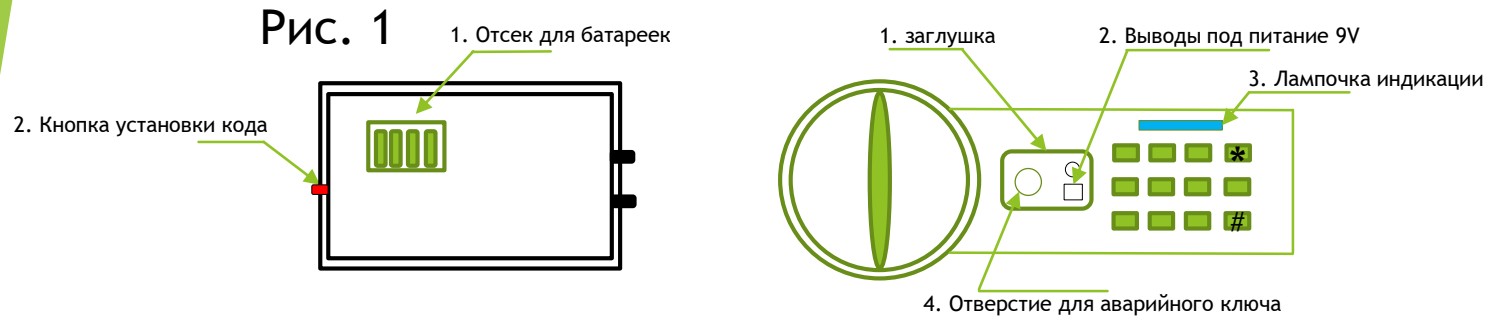 Рис. 1
1. Отсек для батареек
2. Кнопка установки кода
1. заглушка
2. Выводы под питание 9V
3. Лампочка индикации
*
#
4. Отверстие для аварийного ключа